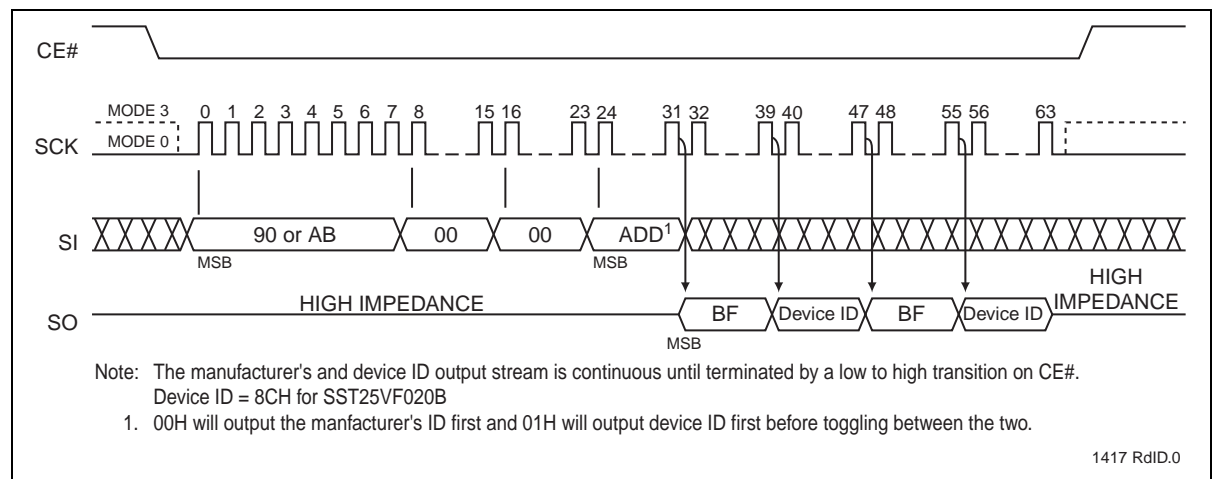 CE#
MODE 3
0 1 2 3 4 5 6 7 8 15 16 23 24 31 32 39 40 47 48 55 56 63
SCK
MODE 0
SI
90 or AB 00 00 ADD1
MSB MSB
HIGH IMPEDANCE
HIGH IMPEDANCE
SO
BF Device ID BF Device ID
MSB
Note: The manufacturer's and device ID output stream is continuous until terminated by a low to high transition on CE#.
Device ID = 8CH for SST25VF020B
1. 00H will output the manfacturer's ID first and 01H will output device ID first before toggling between the two.
1417 RdID.0